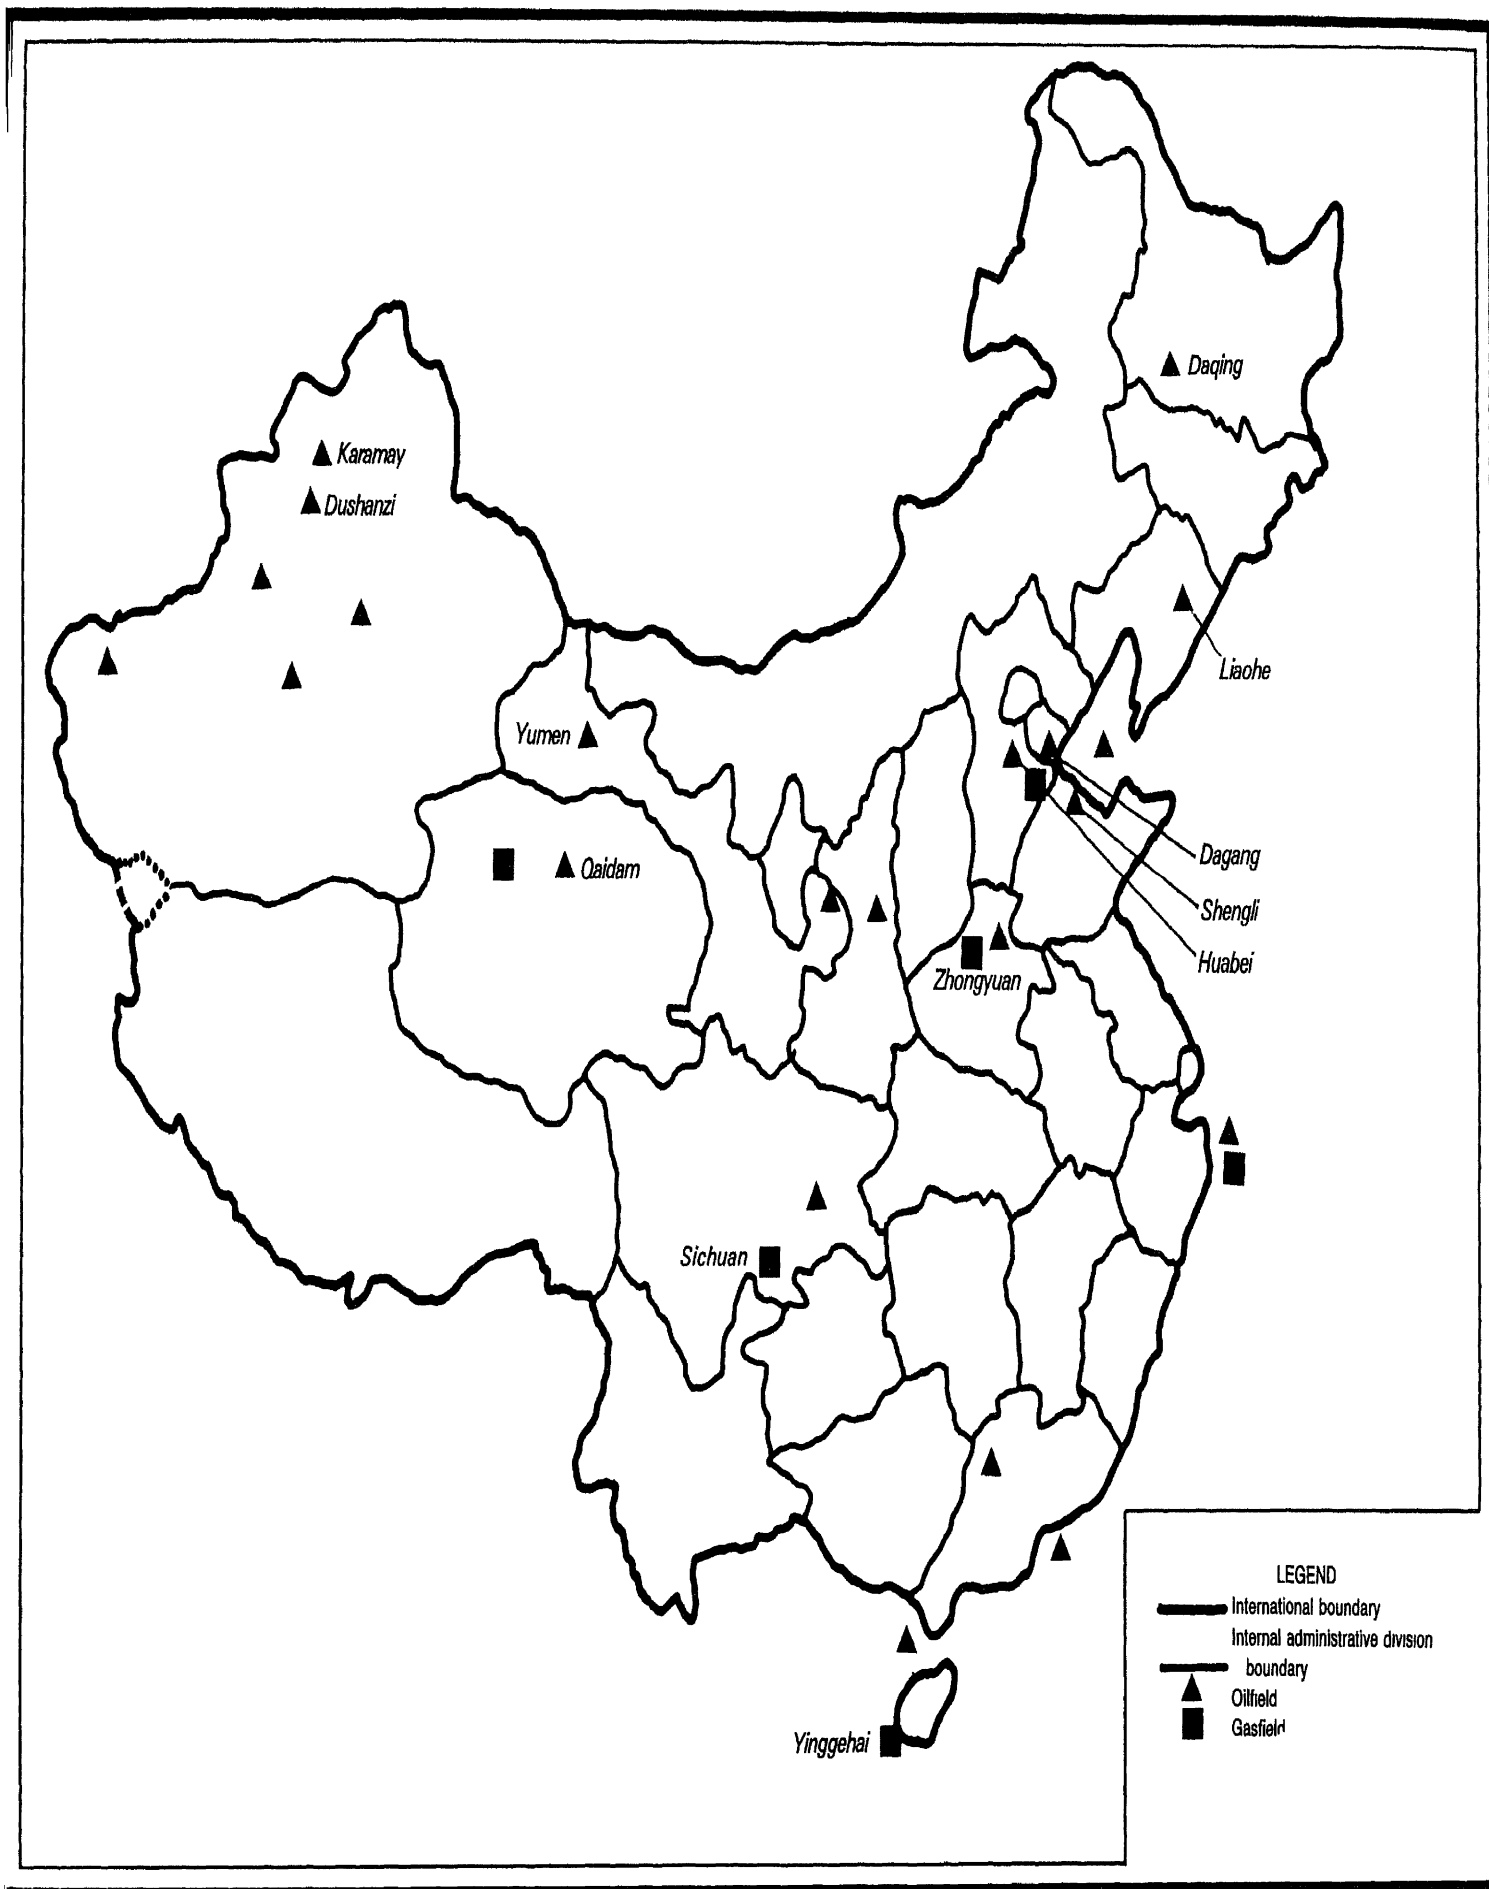 Daqing
Karamay
Dushanzi
Liaohe
Yumen
Dagang
Qaidam
Shengli
Huabei
Zhongyuan
Sichuan
Yinggehai
LEGEND
International boundary
Internal administrative division
boundary
Oilfield
Gasfield